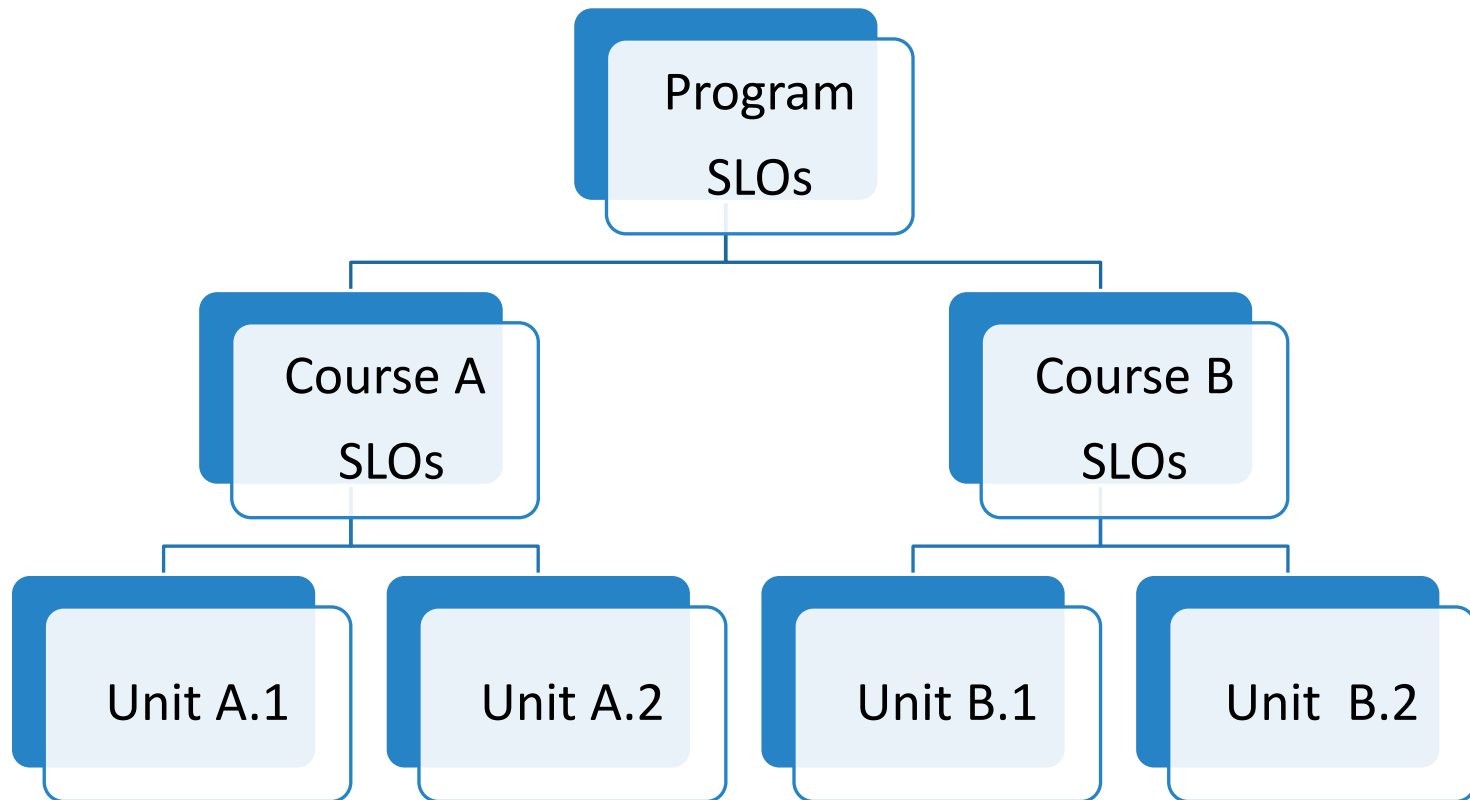 Program
SLOs
Course A
SLOs
Course B
SLOs
Unit A.1
Unit A.2
Unit B.1
Unit  B.2